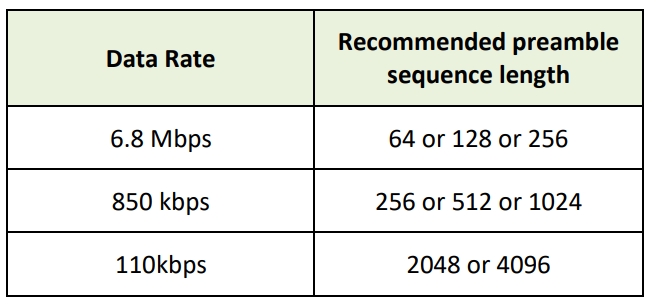 Data Rate
Recommended preamble
sequence length
6.8 Mbps
64 or 128 or 256
850 kbps
256 or 512 or 1024
110kbps
2048 or 4096